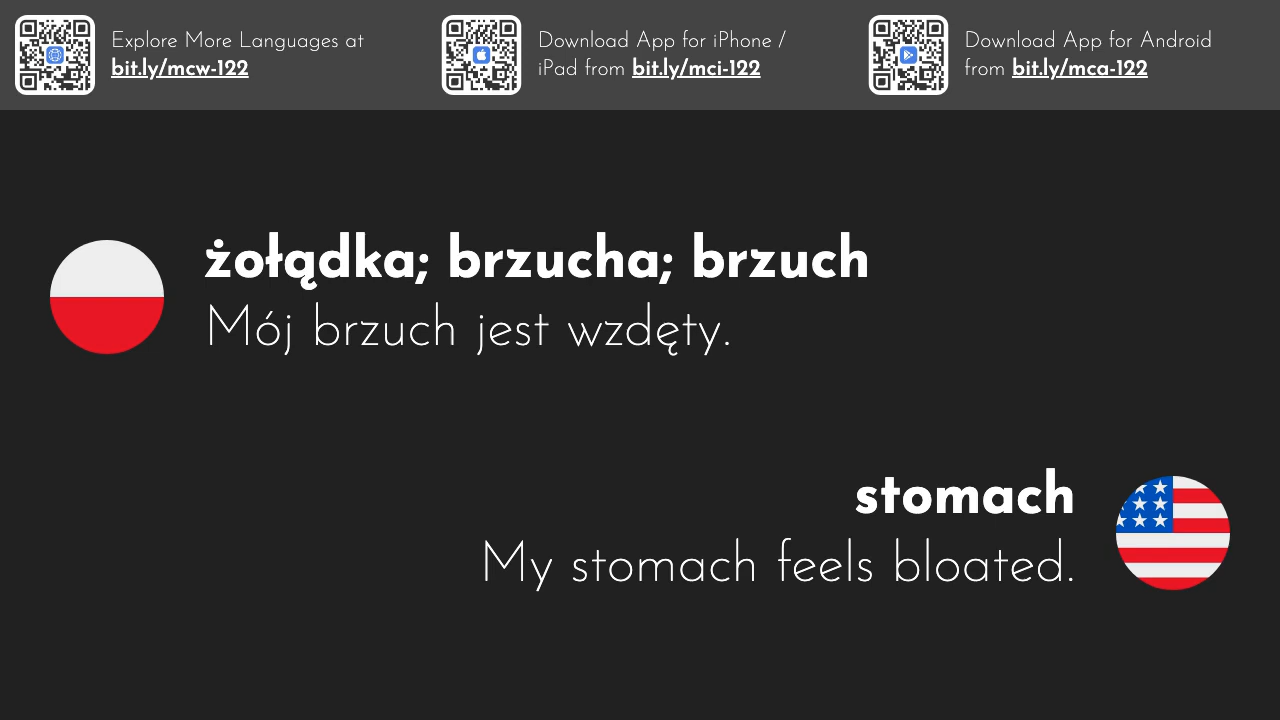 Explore More Languages at
bit.ly/mcw-122
Download App for iPhone /
iPad from bit.ly/mci-122
Download App for Android
from bit.ly/mca-122
żołądka; brzucha; brzuch
Mój brzuch jest wzdęty.
stomach
My stomach feels bloated.